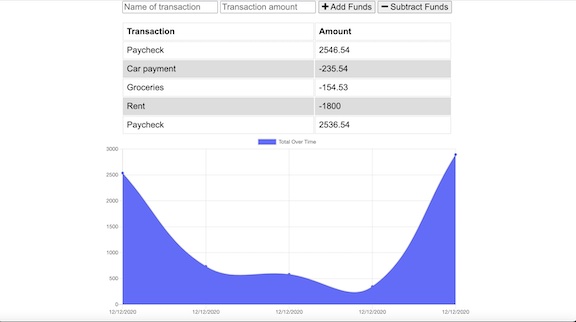 Name of transaction Transaction amount + Add Funds − Subtract Funds
Transaction Amount
Paycheck 2546.54
Car payment -235.54
Groceries -154.53
Rent -1800
Paycheck 2536.54
Total Over Time
3000
2500
2000
1500
1000
500
0
12/12/2020 12/12/2020 12/12/2020 12/12/2020 12/12/2020